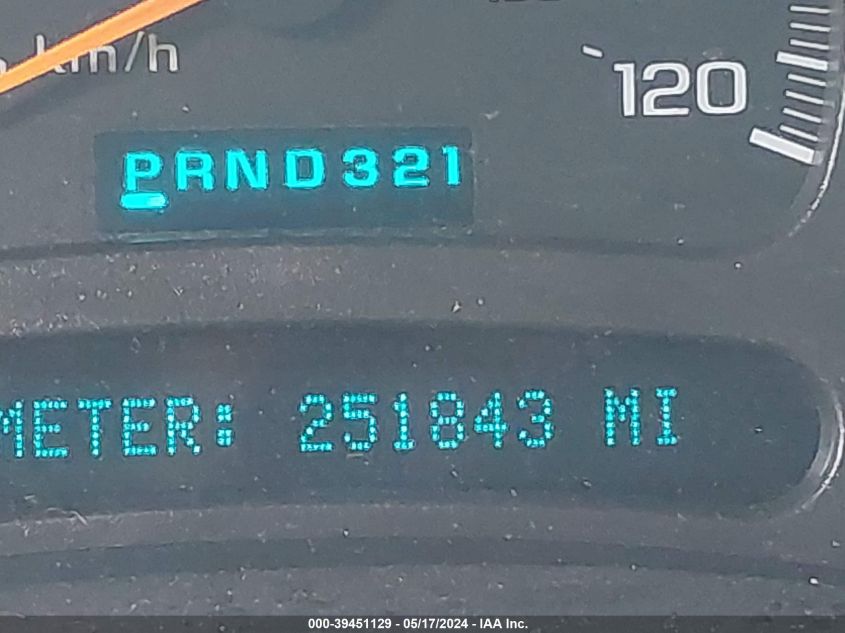 km/h
120
PRND321
METER: 251843 MI
000-39451129 - 05/17/2024 - IAA Inc.